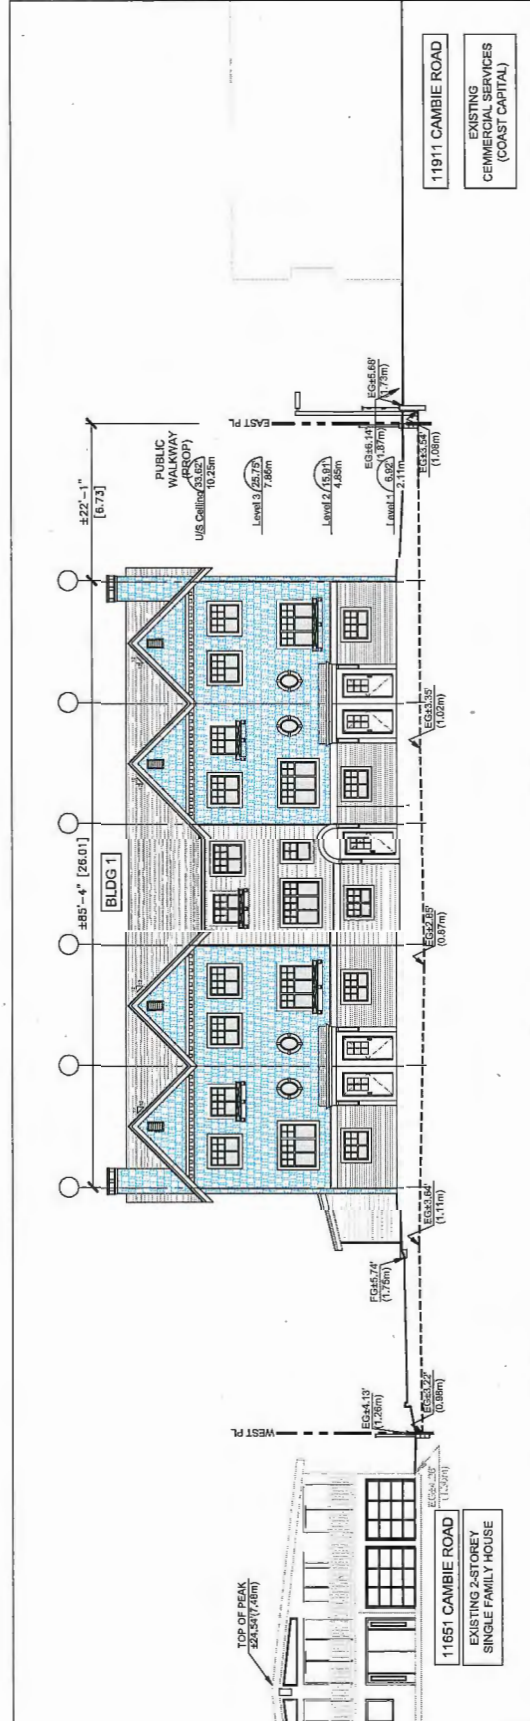 11911 CAMBIE ROAD
EXISTING
CEMMERCIAL SERVICES
(COAST CAPITAL)
±22'-1"
[6.73]
PUBLIC
WALKWAY
(PROP)
EAST PL
U/S Ceiling 33.62'
10.25m
Level 3 25.75'
7.86m
Level 2 15.91'
4.85m
Level 1 6.92'
2.11m
EG±5.68'
(1.73m)
EG±6.14'
(1.87m)
EG±3.54'
(1.08m)
±85'-4" [26.01]
BLDG 1
EG±3.35'
(1.02m)
EG±2.85'
(0.87m)
EG±3.64'
(1.11m)
FG±5.74'
(1.75m)
WEST PL
EG±4.13'
(1.26m)
EG±3.22'
(0.98m)
TOP OF PEAK
±24.54'(7.48m)
11651 CAMBIE ROAD
EXISTING 2-STOREY
SINGLE FAMILY HOUSE